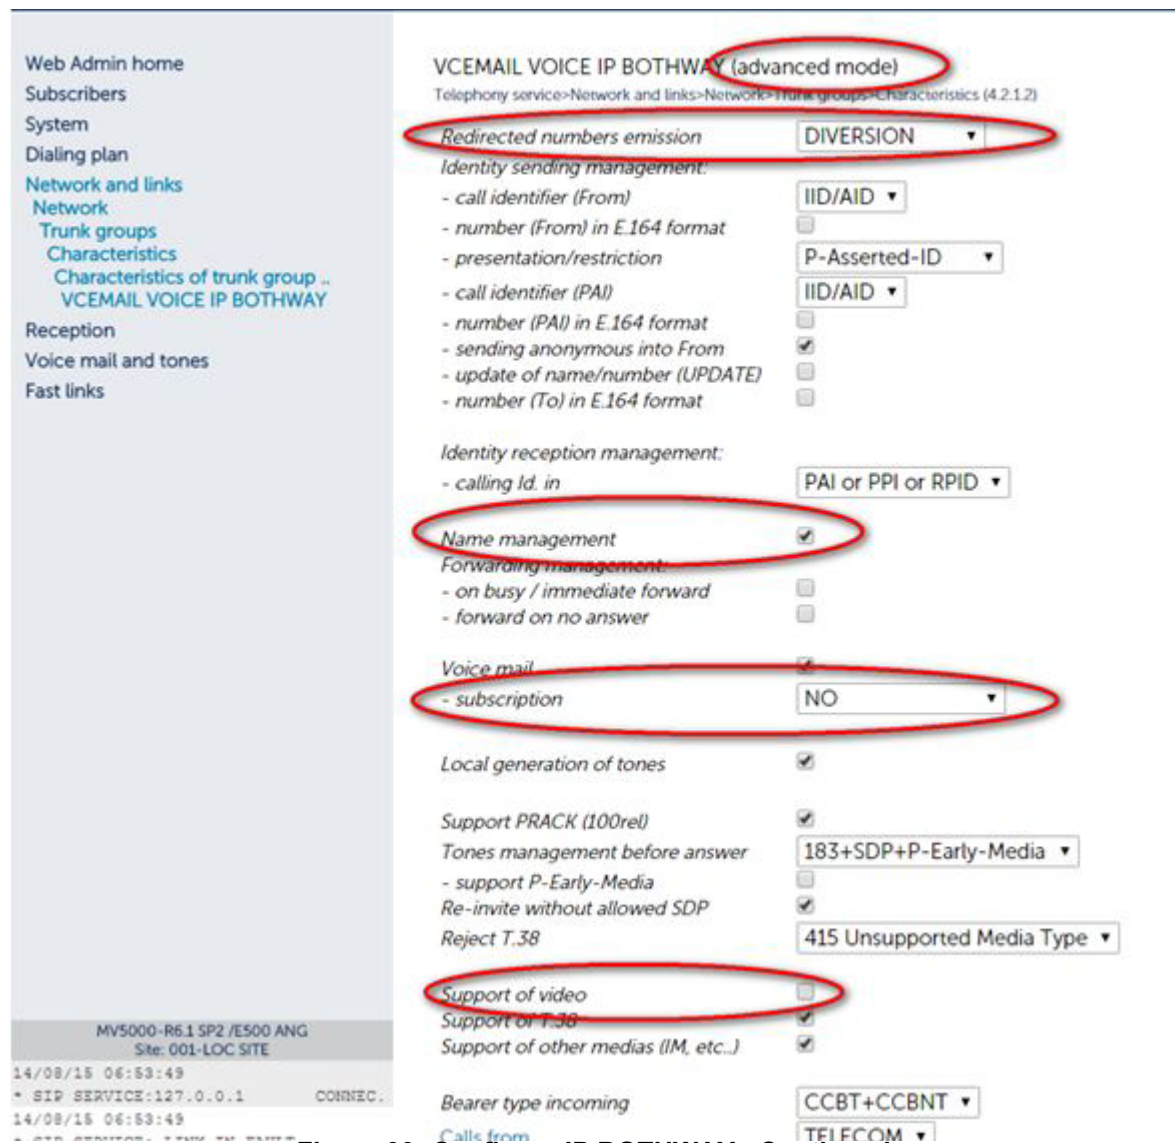 Web Admin home
Subscribers
System
Dialing plan
Network and links
Network
Trunk groups
Characteristics
Characteristics of trunk group ..
VCEMAIL VOICE IP BOTHWAY
Reception
Voice mail and tones
Fast links
MV5000-R6.1 SP2 /E500 ANG
Site: 001-LOC SITE
14/08/15 06:53:49
* SIP SERVICE:127.0.0.1 CONNEC.
14/08/15 06:53:49
VCEMAIL VOICE IP BOTHWAY (advanced mode)
Telephony service>Network and links>Network>Trunk groups>Characteristics (4.2.1.2)
Redirected numbers emission DIVERSION
Identity sending management:
- call identifier (From) IID/AID
- number (From) in E.164 format
- presentation/restriction P-Asserted-ID
- call identifier (PAI) IID/AID
- number (PAI) in E.164 format
- sending anonymous into From
- update of name/number (UPDATE)
- number (To) in E.164 format
Identity reception management:
- calling Id. in PAI or PPI or RPID
Name management
Forwarding management:
- on busy / immediate forward
- forward on no answer
Voice mail
- subscription NO
Local generation of tones
Support PRACK (100rel)
Tones management before answer 183+SDP+P-Early-Media
- support P-Early-Media
Re-invite without allowed SDP
Reject T.38 415 Unsupported Media Type
Support of video
Support of T.38
Support of other medias (IM, etc..)
Bearer type incoming CCBT+CCBNT
Calls from TELECOM